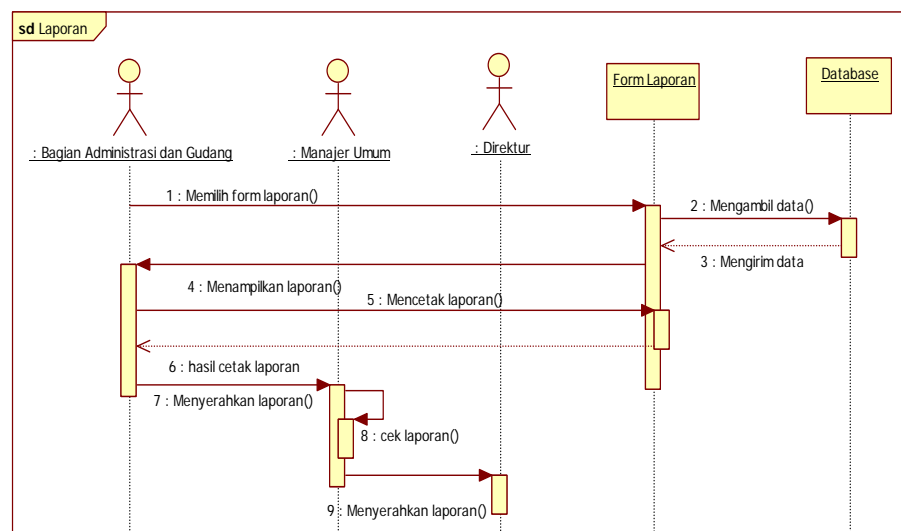 sd Laporan
: Bagian Administrasi dan Gudang
: Manajer Umum
: Direktur
Form Laporan
Database
1 : Memilih form laporan()
2 : Mengambil data()
3 : Mengirim data
4 : Menampilkan laporan()
5 : Mencetak laporan()
6 : hasil cetak laporan
7 : Menyerahkan laporan()
8 : cek laporan()
9 : Menyerahkan laporan()